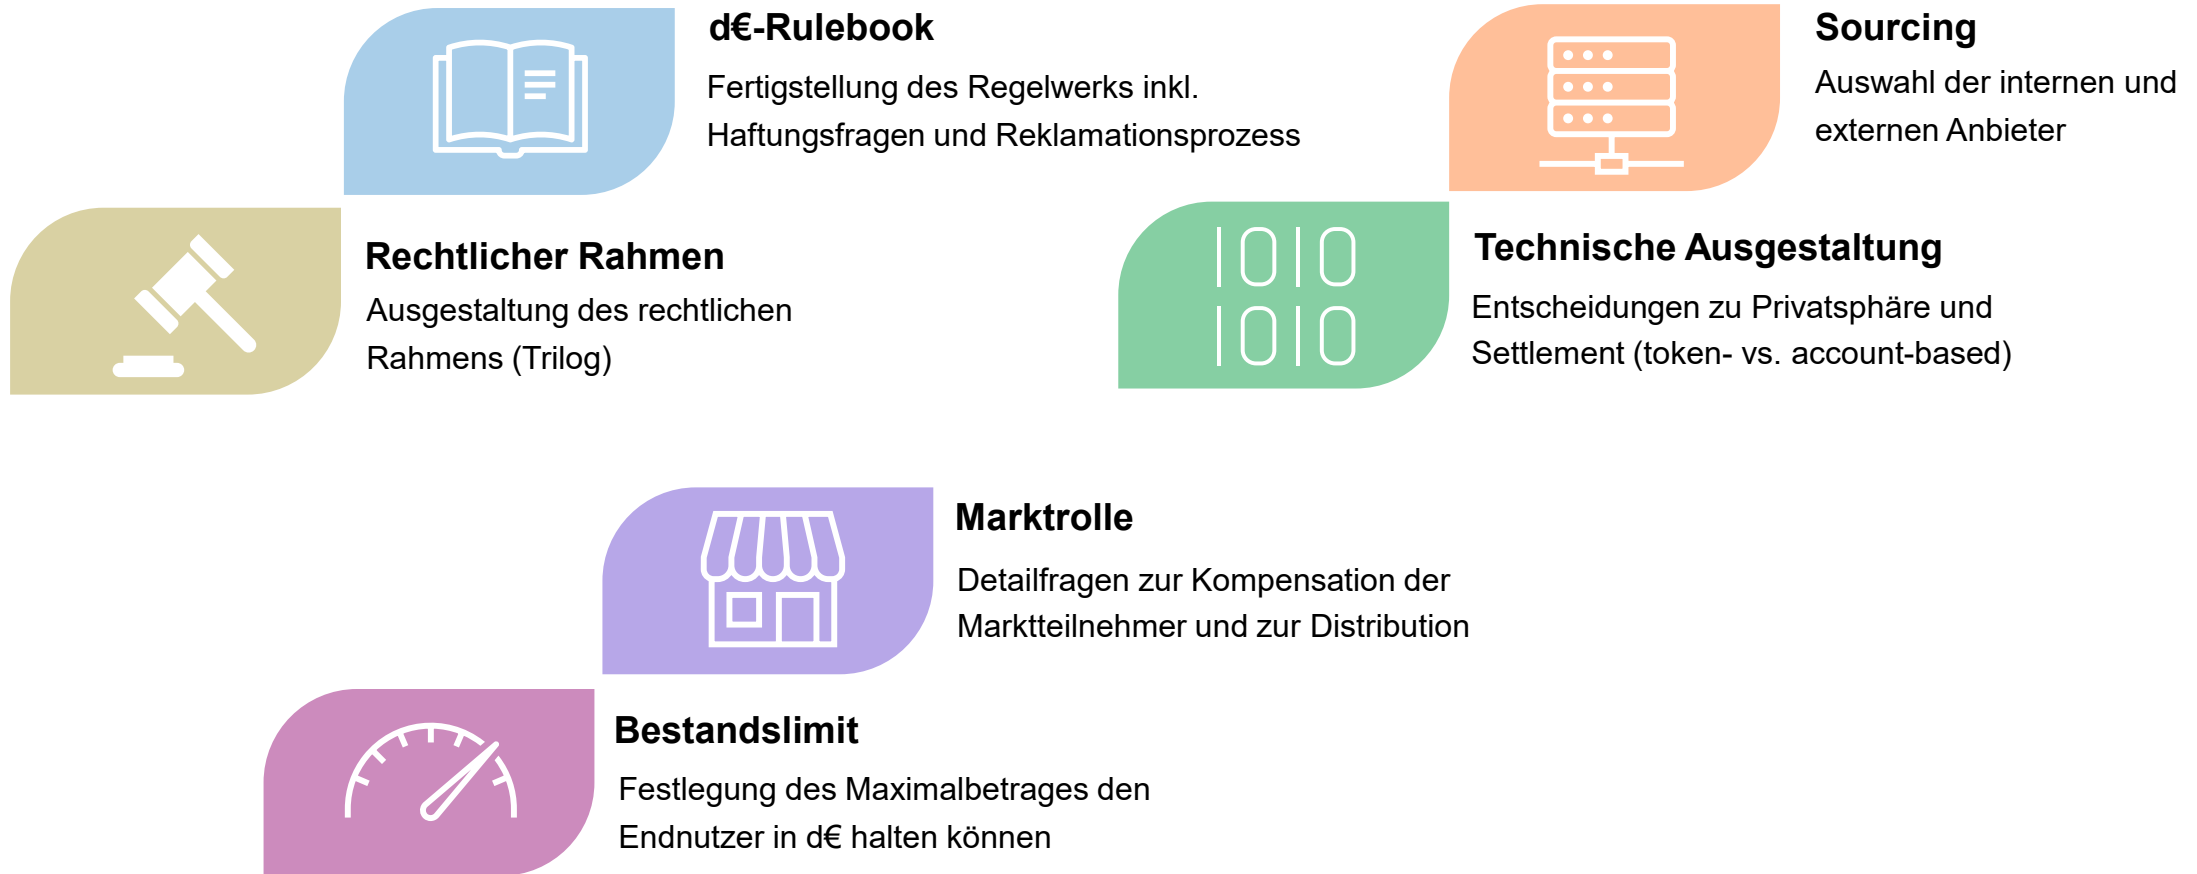 d€-Rulebook
Fertigstellung des Regelwerks inkl.
Haftungsfragen und Reklamationsprozess
Sourcing
Auswahl der internen und
externen Anbieter
Rechtlicher Rahmen
Ausgestaltung des rechtlichen
Rahmens (Trilog)
Technische Ausgestaltung
Entscheidungen zu Privatsphäre und
Settlement (token- vs. account-based)
Marktrolle
Detailfragen zur Kompensation der
Marktteilnehmer und zur Distribution
Bestandslimit
Festlegung des Maximalbetrages den
Endnutzer in d€ halten können